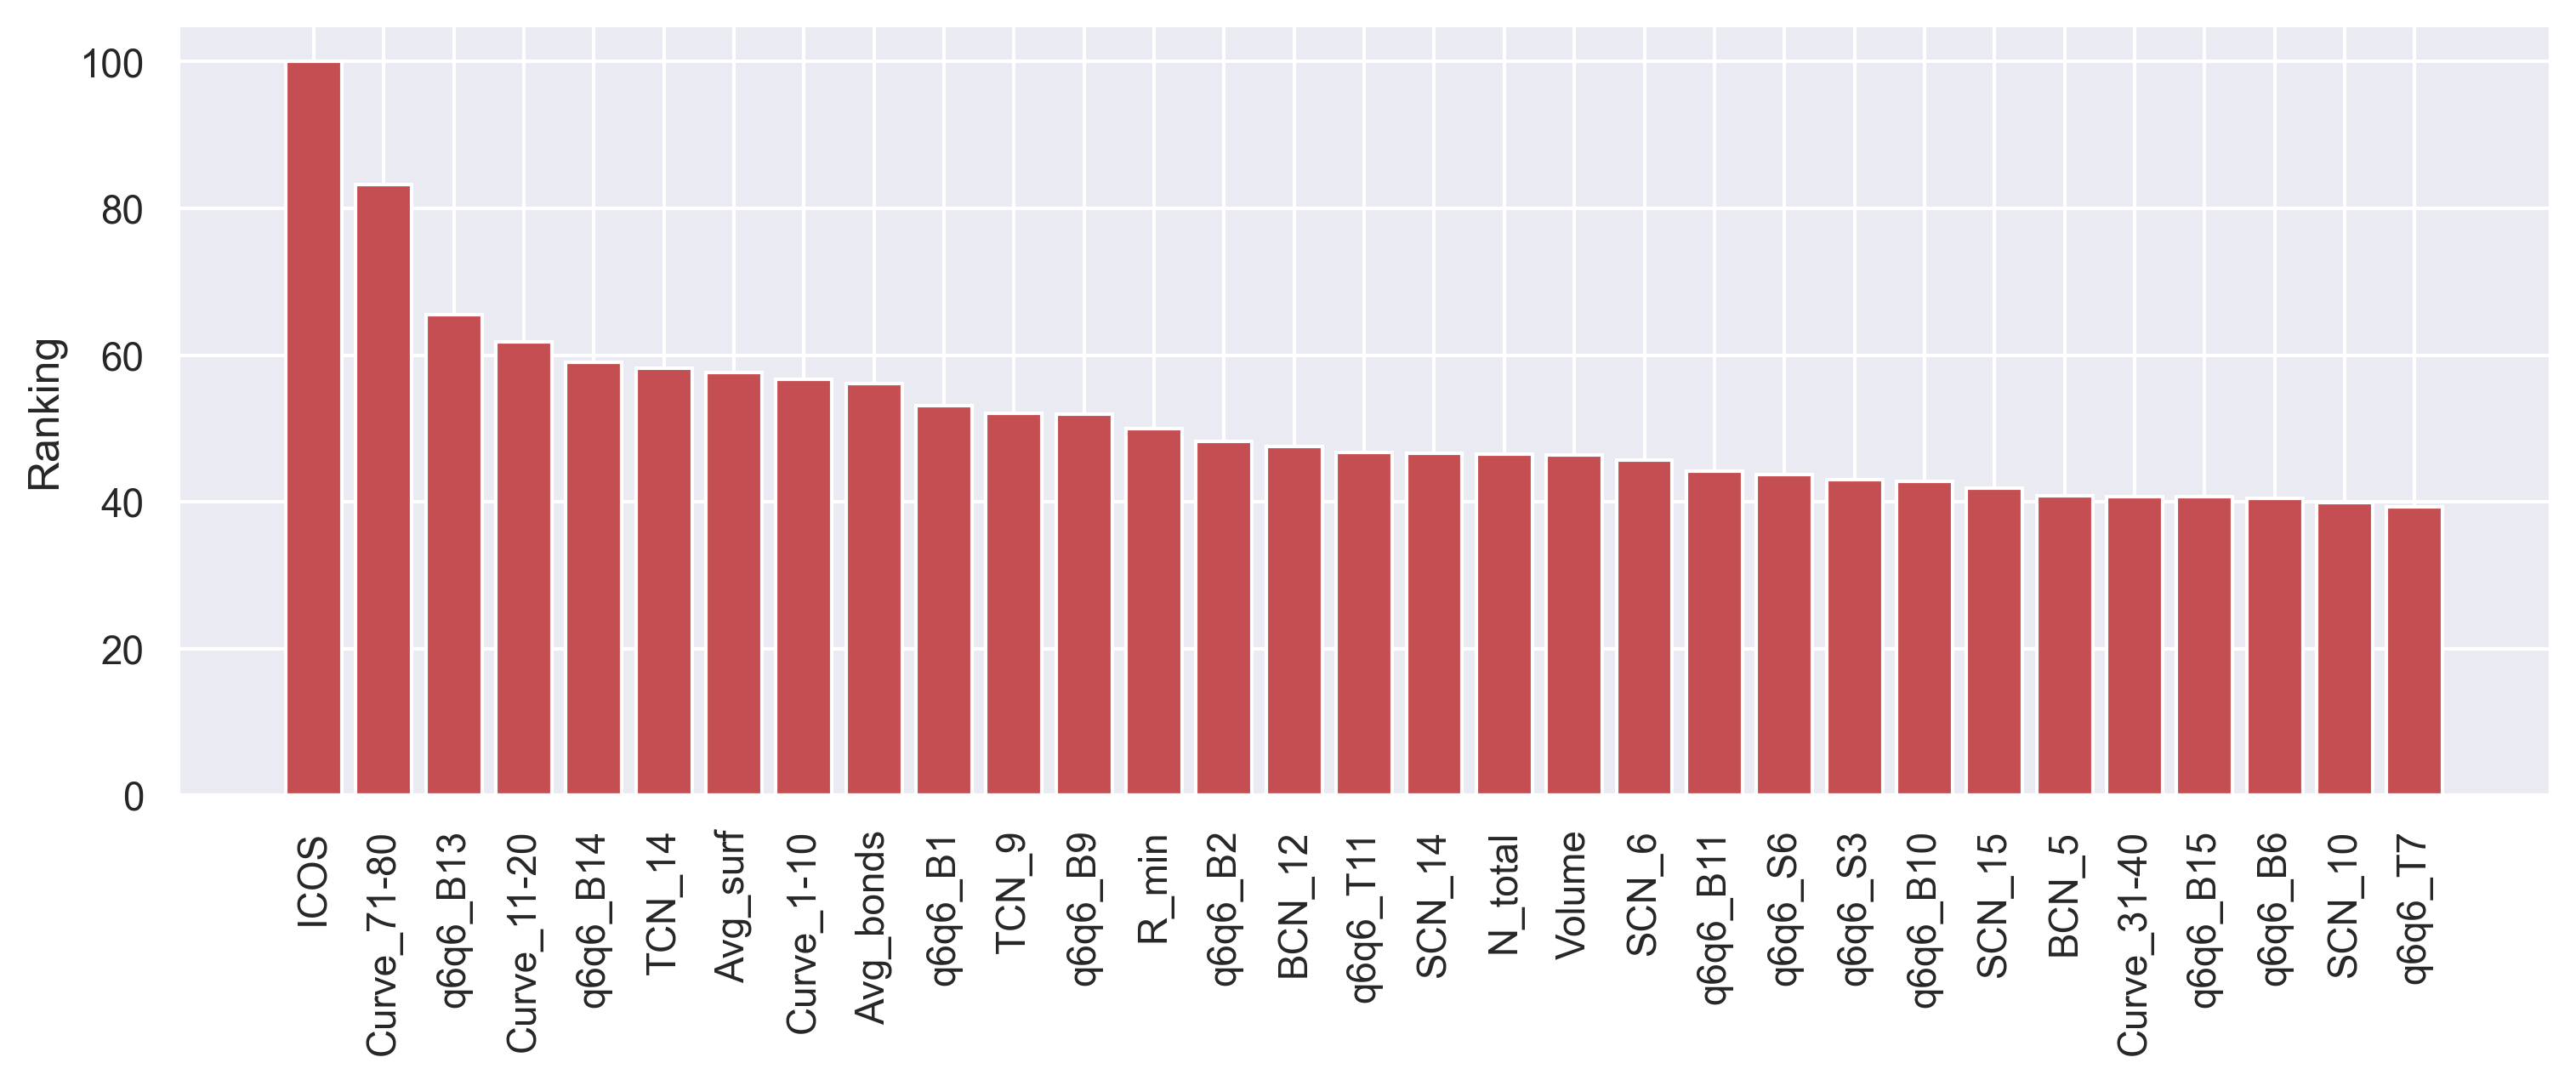 Ranking
100
80
60
40
20
0
ICOS
Curve_71-80
q6q6_B13
Curve_11-20
q6q6_B14
TCN_14
Avg_surf
Curve_1-10
Avg_bonds
q6q6_B1
TCN_9
q6q6_B9
R_min
q6q6_B2
BCN_12
q6q6_T11
SCN_14
N_total
Volume
SCN_6
q6q6_B11
q6q6_S6
q6q6_S3
q6q6_B10
SCN_15
BCN_5
Curve_31-40
q6q6_B15
q6q6_B6
SCN_10
q6q6_T7